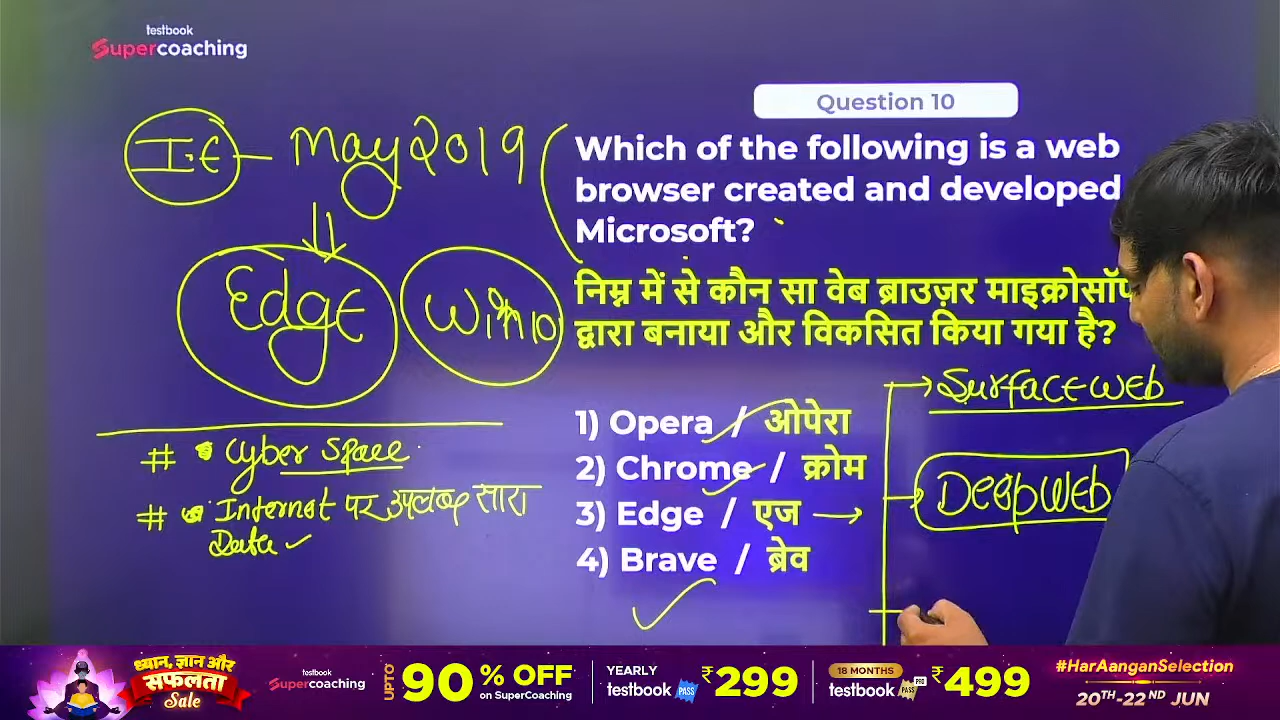 testbook
Supercoaching
Question 10
Which of the following is a web
browser created and developed
Microsoft?
निम्न में से कौन सा वेब ब्राउज़र
द्वारा बनाया और विकसित किया गया है?
1) Opera / ओपेरा
2) Chrome / क्रोम
3) Edge / एज
4) Brave / ब्रेव
I.E - May 2019
Edge
Win10
# Cyber Space
# Internet पर उपलब्ध सारा
Data
Surface web
Deep Web
ध्यान, ज्ञान और
सफलता
Sale
testbook
Supercoaching
UPTO 90% OFF
on SuperCoaching
YEARLY
testbook PASS
₹299
18 MONTHS
testbook PASS PRO
₹499
#HarAanganSelection
20TH-22ND JUN